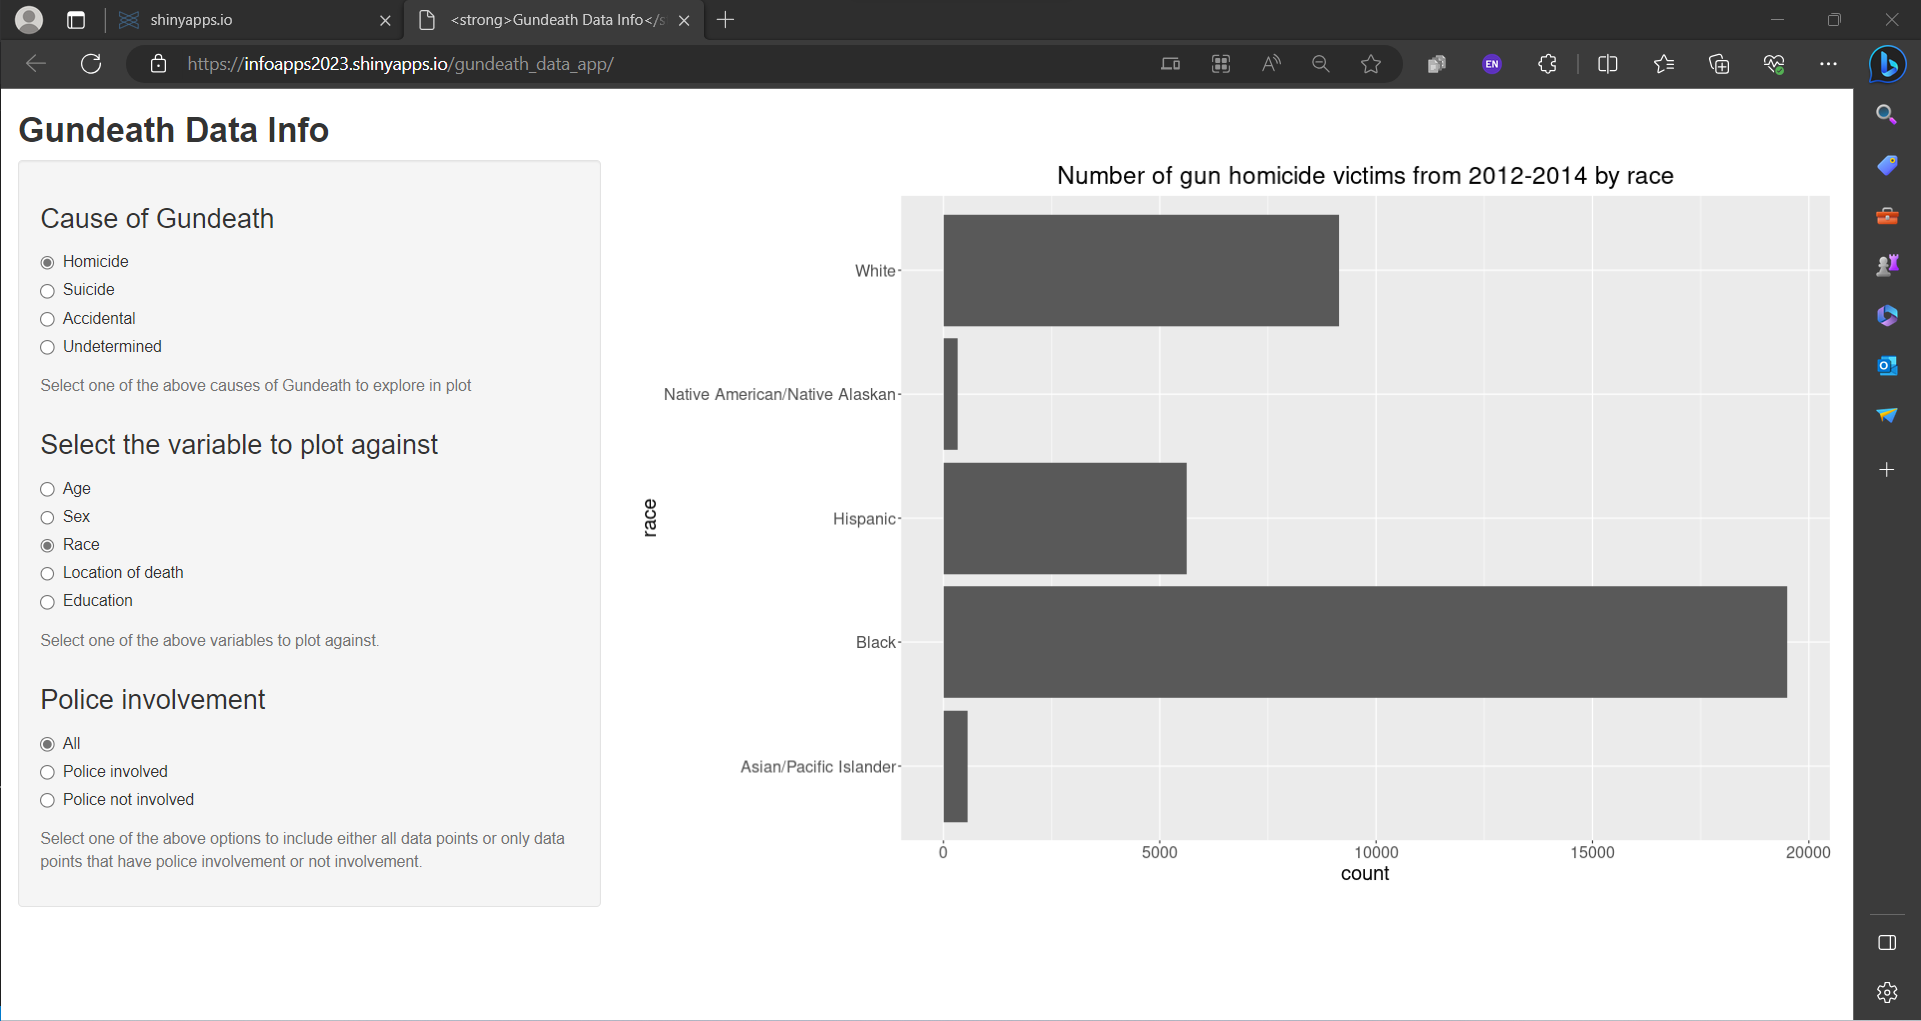 shinyapps.io
<strong>Gundeath Data Info</s
https://infoapps2023.shinyapps.io/gundeath_data_app/
EN
Gundeath Data Info
Cause of Gundeath
Homicide
Suicide
Accidental
Undetermined
Select one of the above causes of Gundeath to explore in plot
Select the variable to plot against
Age
Sex
Race
Location of death
Education
Select one of the above variables to plot against.
Police involvement
All
Police involved
Police not involved
Select one of the above options to include either all data points or only data
points that have police involvement or not involvement.
Number of gun homicide victims from 2012-2014 by race
White
Native American/Native Alaskan
Hispanic
Black
Asian/Pacific Islander
race
0 5000 10000 15000 20000
count